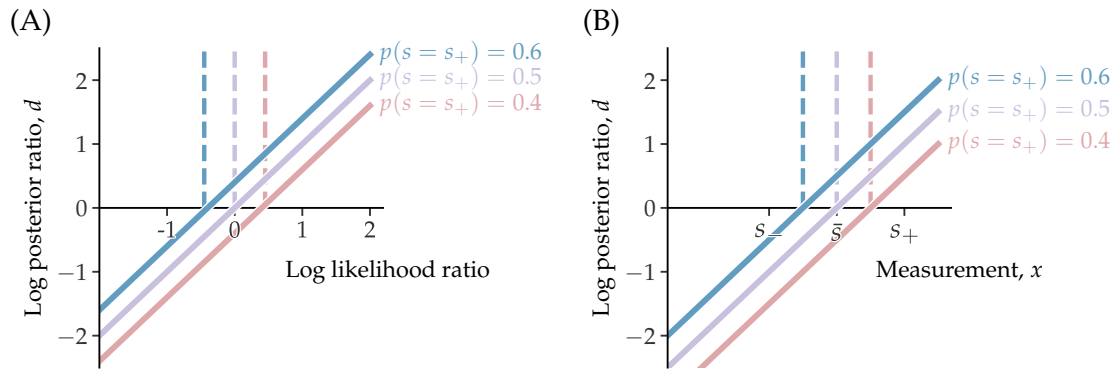 (A)
Log posterior ratio, d
2
1
0
−1
−2
-1
0
1
2
Log likelihood ratio
p(s = s₊) = 0.6
p(s = s₊) = 0.5
p(s = s₊) = 0.4
(B)
Log posterior ratio, d
2
1
0
−1
−2
s₋
s̄
s₊
Measurement, x
p(s = s₊) = 0.6
p(s = s₊) = 0.5
p(s = s₊) = 0.4